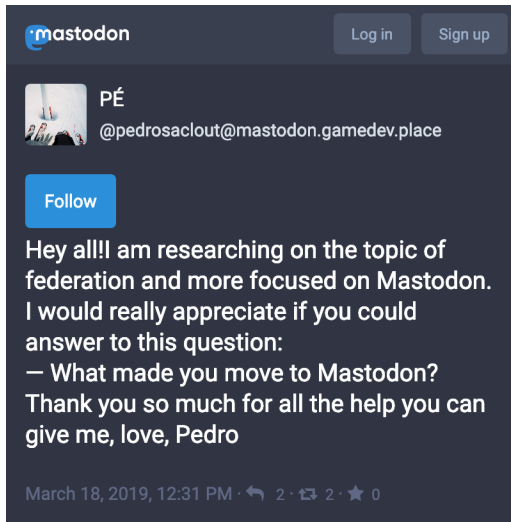 mastodon
Log in
Sign up
PÉ
@pedrosaclout@mastodon.gamedev.place
Follow
Hey all!I am researching on the topic of
federation and more focused on Mastodon.
I would really appreciate if you could
answer to this question:
— What made you move to Mastodon?
Thank you so much for all the help you can
give me, love, Pedro
March 18, 2019, 12:31 PM · 2 · 2 · 0